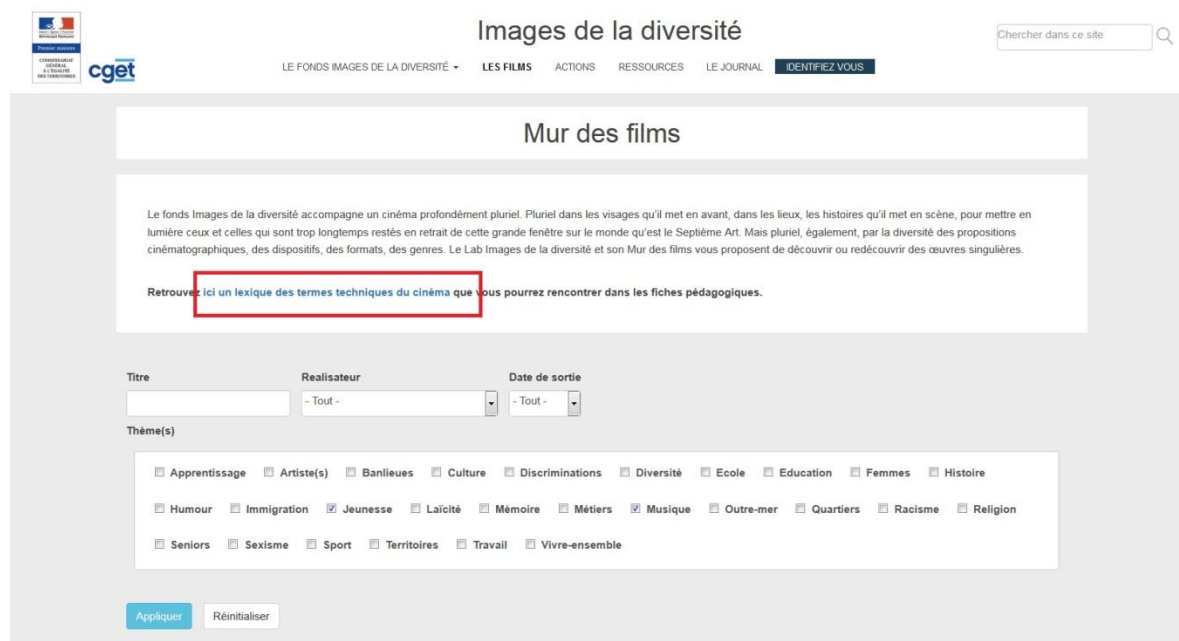 Premier ministre
COMMISSARIAT
GÉNÉRAL
À L'ÉGALITÉ
DES TERRITOIRES
cget
Images de la diversité
Chercher dans ce site
LE FONDS IMAGES DE LA DIVERSITÉ LES FILMS ACTIONS RESSOURCES LE JOURNAL IDENTIFIEZ VOUS
Mur des films
Le fonds Images de la diversité accompagne un cinéma profondément pluriel. Pluriel dans les visages qu'il met en avant, dans les lieux, les histoires qu'il met en scène, pour mettre en
lumière ceux et celles qui sont trop longtemps restés en retrait de cette grande fenêtre sur le monde qu'est le Septième Art. Mais pluriel, également, par la diversité des propositions
cinématographiques, des dispositifs, des formats, des genres. Le Lab Images de la diversité et son Mur des films vous proposent de découvrir ou redécouvrir des œuvres singulières.
Retrouvez ici un lexique des termes techniques du cinéma que vous pourrez rencontrer dans les fiches pédagogiques.
Titre Realisateur Date de sortie
- Tout - - Tout -
Thème(s)
Apprentissage Artiste(s) Banlieues Culture Discriminations Diversité Ecole Education Femmes Histoire
Humour Immigration Jeunesse Laïcité Mémoire Métiers Musique Outre-mer Quartiers Racisme Religion
Seniors Sexisme Sport Territoires Travail Vivre-ensemble
Appliquer Réinitialiser